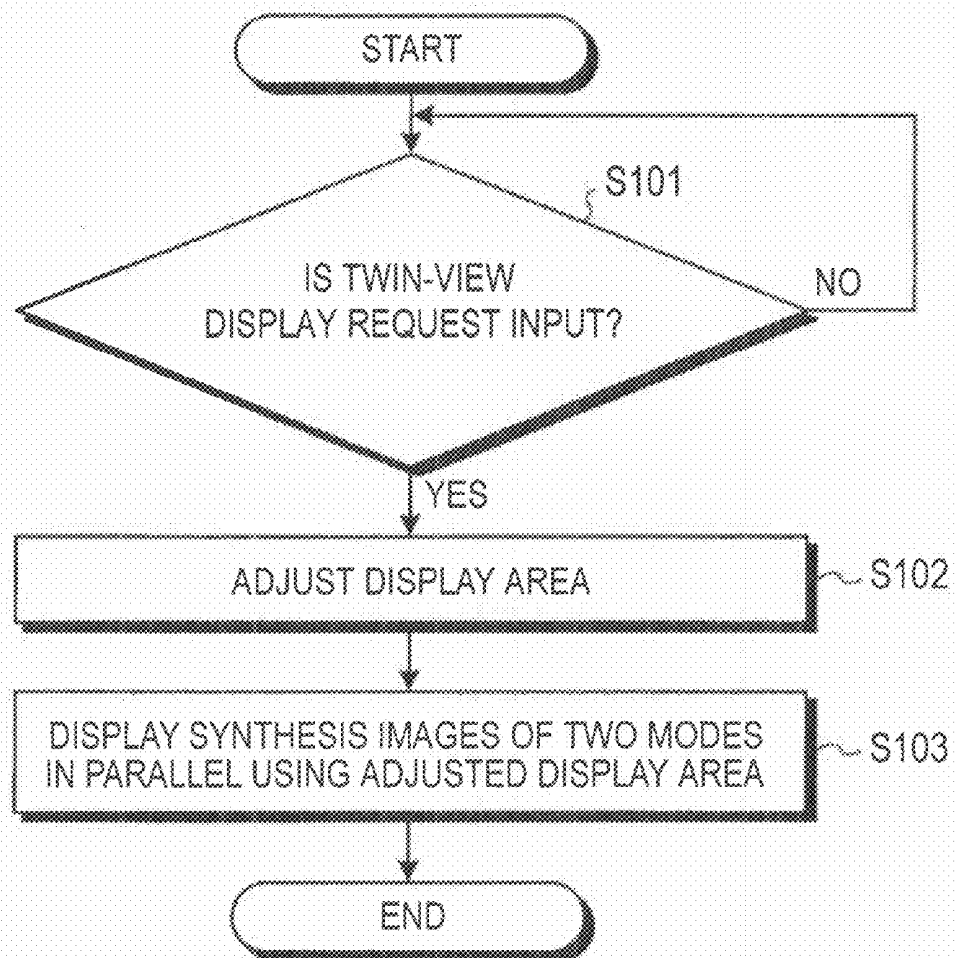 START
S101
IS TWIN-VIEW
DISPLAY REQUEST INPUT?
NO
YES
ADJUST DISPLAY AREA
S102
DISPLAY SYNTHESIS IMAGES OF TWO MODES
IN PARALLEL USING ADJUSTED DISPLAY AREA
S103
END